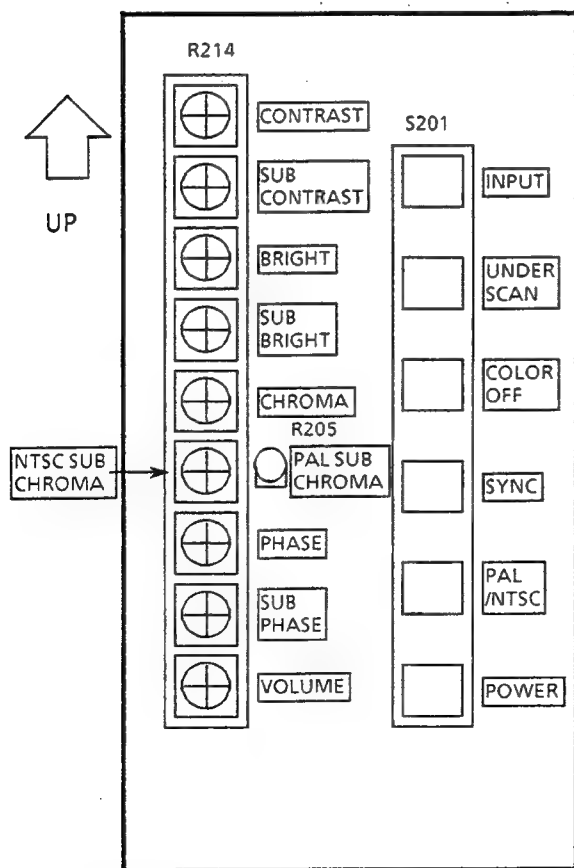 R214
CONTRAST
SUB
CONTRAST
BRIGHT
SUB
BRIGHT
CHROMA
R205
PAL SUB
CHROMA
NTSC SUB
CHROMA
PHASE
SUB
PHASE
VOLUME
UP
S201
INPUT
UNDER
SCAN
COLOR
OFF
SYNC
PAL
/NTSC
POWER